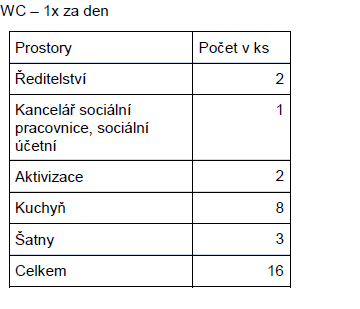 WC – 1x za den
Prostory Počet v ks
Ředitelství 2
Kancelář sociální 1
pracovnice, sociální
účetní
Aktivizace 2
Kuchyň 8
Šatny 3
Celkem 16